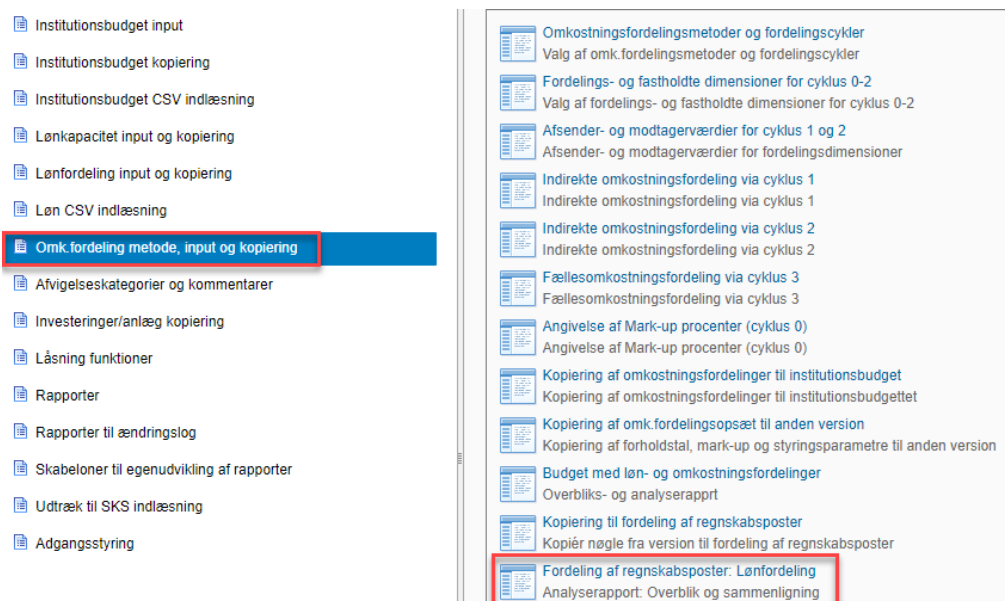 Institutionsbudget input
Institutionsbudget kopiering
Institutionsbudget CSV indlæsning
Lønkapacitet input og kopiering
Lønfordeling input og kopiering
Løn CSV indlæsning
Omk.fordeling metode, input og kopiering
Afvigelseskategorier og kommentarer
Investeringer/anlæg kopiering
Låsning funktioner
Rapporter
Rapporter til ændringslog
Skabeloner til egenudvikling af rapporter
Udtræk til SKS indlæsning
Adgangsstyring
Omkostningsfordelingsmetoder og fordelingscykler
Valg af omk.fordelingsmetoder og fordelingscykler
Fordelings- og fastholdte dimensioner for cyklus 0-2
Valg af fordelings- og fastholdte dimensioner for cyklus 0-2
Afsender- og modtagerværdier for cyklus 1 og 2
Afsender- og modtagerværdier for fordelingsdimensioner
Indirekte omkostningsfordeling via cyklus 1
Indirekte omkostningsfordeling via cyklus 1
Indirekte omkostningsfordeling via cyklus 2
Indirekte omkostningsfordeling via cyklus 2
Fællesomkostningsfordeling via cyklus 3
Fællesomkostningsfordeling via cyklus 3
Angivelse af Mark-up procenter (cyklus 0)
Angivelse af Mark-up procenter (cyklus 0)
Kopiering af omkostningsfordelinger til institutionsbudget
Kopiering af omkostningsfordelinger til institutionsbudgettet
Kopiering af omk.fordelingsopsæt til anden version
Kopiering af forholdstal, mark-up og styringsparametre til anden version
Budget med løn- og omkostningsfordelinger
Overbliks- og analyserapprt
Kopiering til fordeling af regnskabsposter
Kopiér nøgle fra version til fordeling af regnskabsposter
Fordeling af regnskabsposter: Lønfordeling
Analyserapport: Overblik og sammenligning